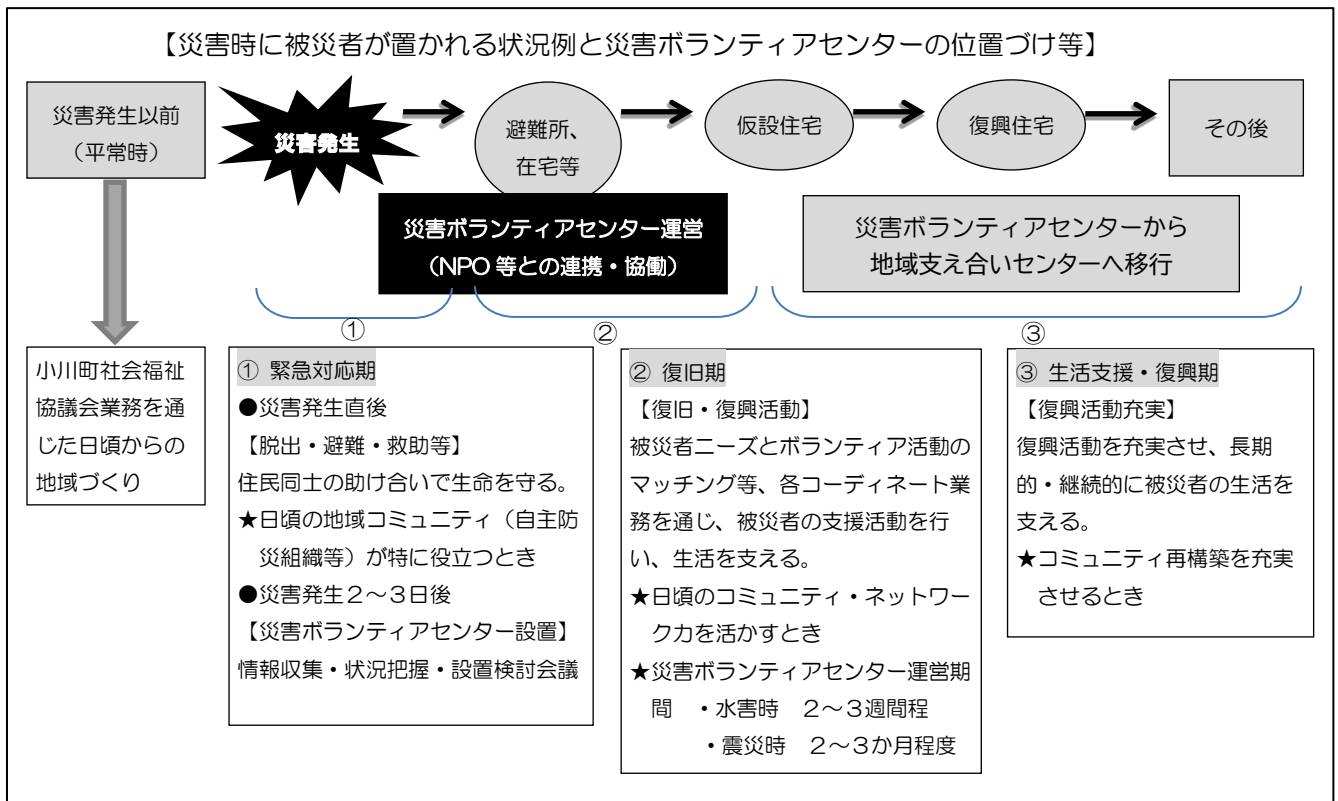 【災害時に被災者が置かれる状況例と災害ボランティアセンターの位置づけ等】
災害発生以前
（平常時）
災害発生
避難所、
在宅等
仮設住宅
復興住宅
その後
災害ボランティアセンター運営
（NPO 等との連携・協働）
災害ボランティアセンターから
地域支え合いセンターへ移行
①
②
③
小川町社会福祉
協議会業務を通
じた日頃からの
地域づくり
① 緊急対応期
●災害発生直後
【脱出・避難・救助等】
住民同士の助け合いで生命を守る。
★日頃の地域コミュニティ（自主防
災組織等）が特に役立つとき
●災害発生２～３日後
【災害ボランティアセンター設置】
情報収集・状況把握・設置検討会議
② 復旧期
【復旧・復興活動】
被災者ニーズとボランティア活動の
マッチング等、各コーディネート業
務を通じ、被災者の支援活動を行
い、生活を支える。
★日頃のコミュニティ・ネットワー
ク力を活かすとき
★災害ボランティアセンター運営期
間 ・水害時 ２～３週間程
・震災時 ２～３か月程度
③ 生活支援・復興期
【復興活動充実】
復興活動を充実させ、長期
的・継続的に被災者の生活を
支える。
★コミュニティ再構築を充実
させるとき